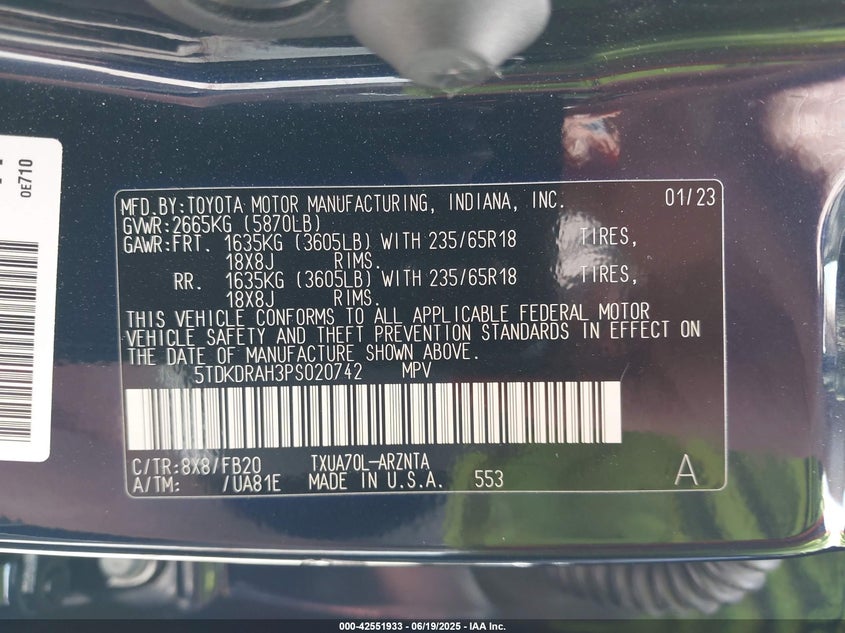 0E710
MFD.BY:TOYOTA MOTOR MANUFACTURING, INDIANA, INC. 01/23
GVWR:2665KG (5870LB)
GAWR:FRT. 1635KG (3605LB) WITH 235/65R18 TIRES,
18X8J RIMS.
RR. 1635KG (3605LB) WITH 235/65R18 TIRES,
18X8J RIMS.
THIS VEHICLE CONFORMS TO ALL APPLICABLE FEDERAL MOTOR
VEHICLE SAFETY AND THEFT PREVENTION STANDARDS IN EFFECT ON
THE DATE OF MANUFACTURE SHOWN ABOVE.
5TDKDRAH3PS020742 MPV
C/TR:8X8/FB20 TXUA70L-ARZNTA
A/TM: /UA81E MADE IN U.S.A. 553 A
000-42551933 - 06/19/2025 - IAA Inc.